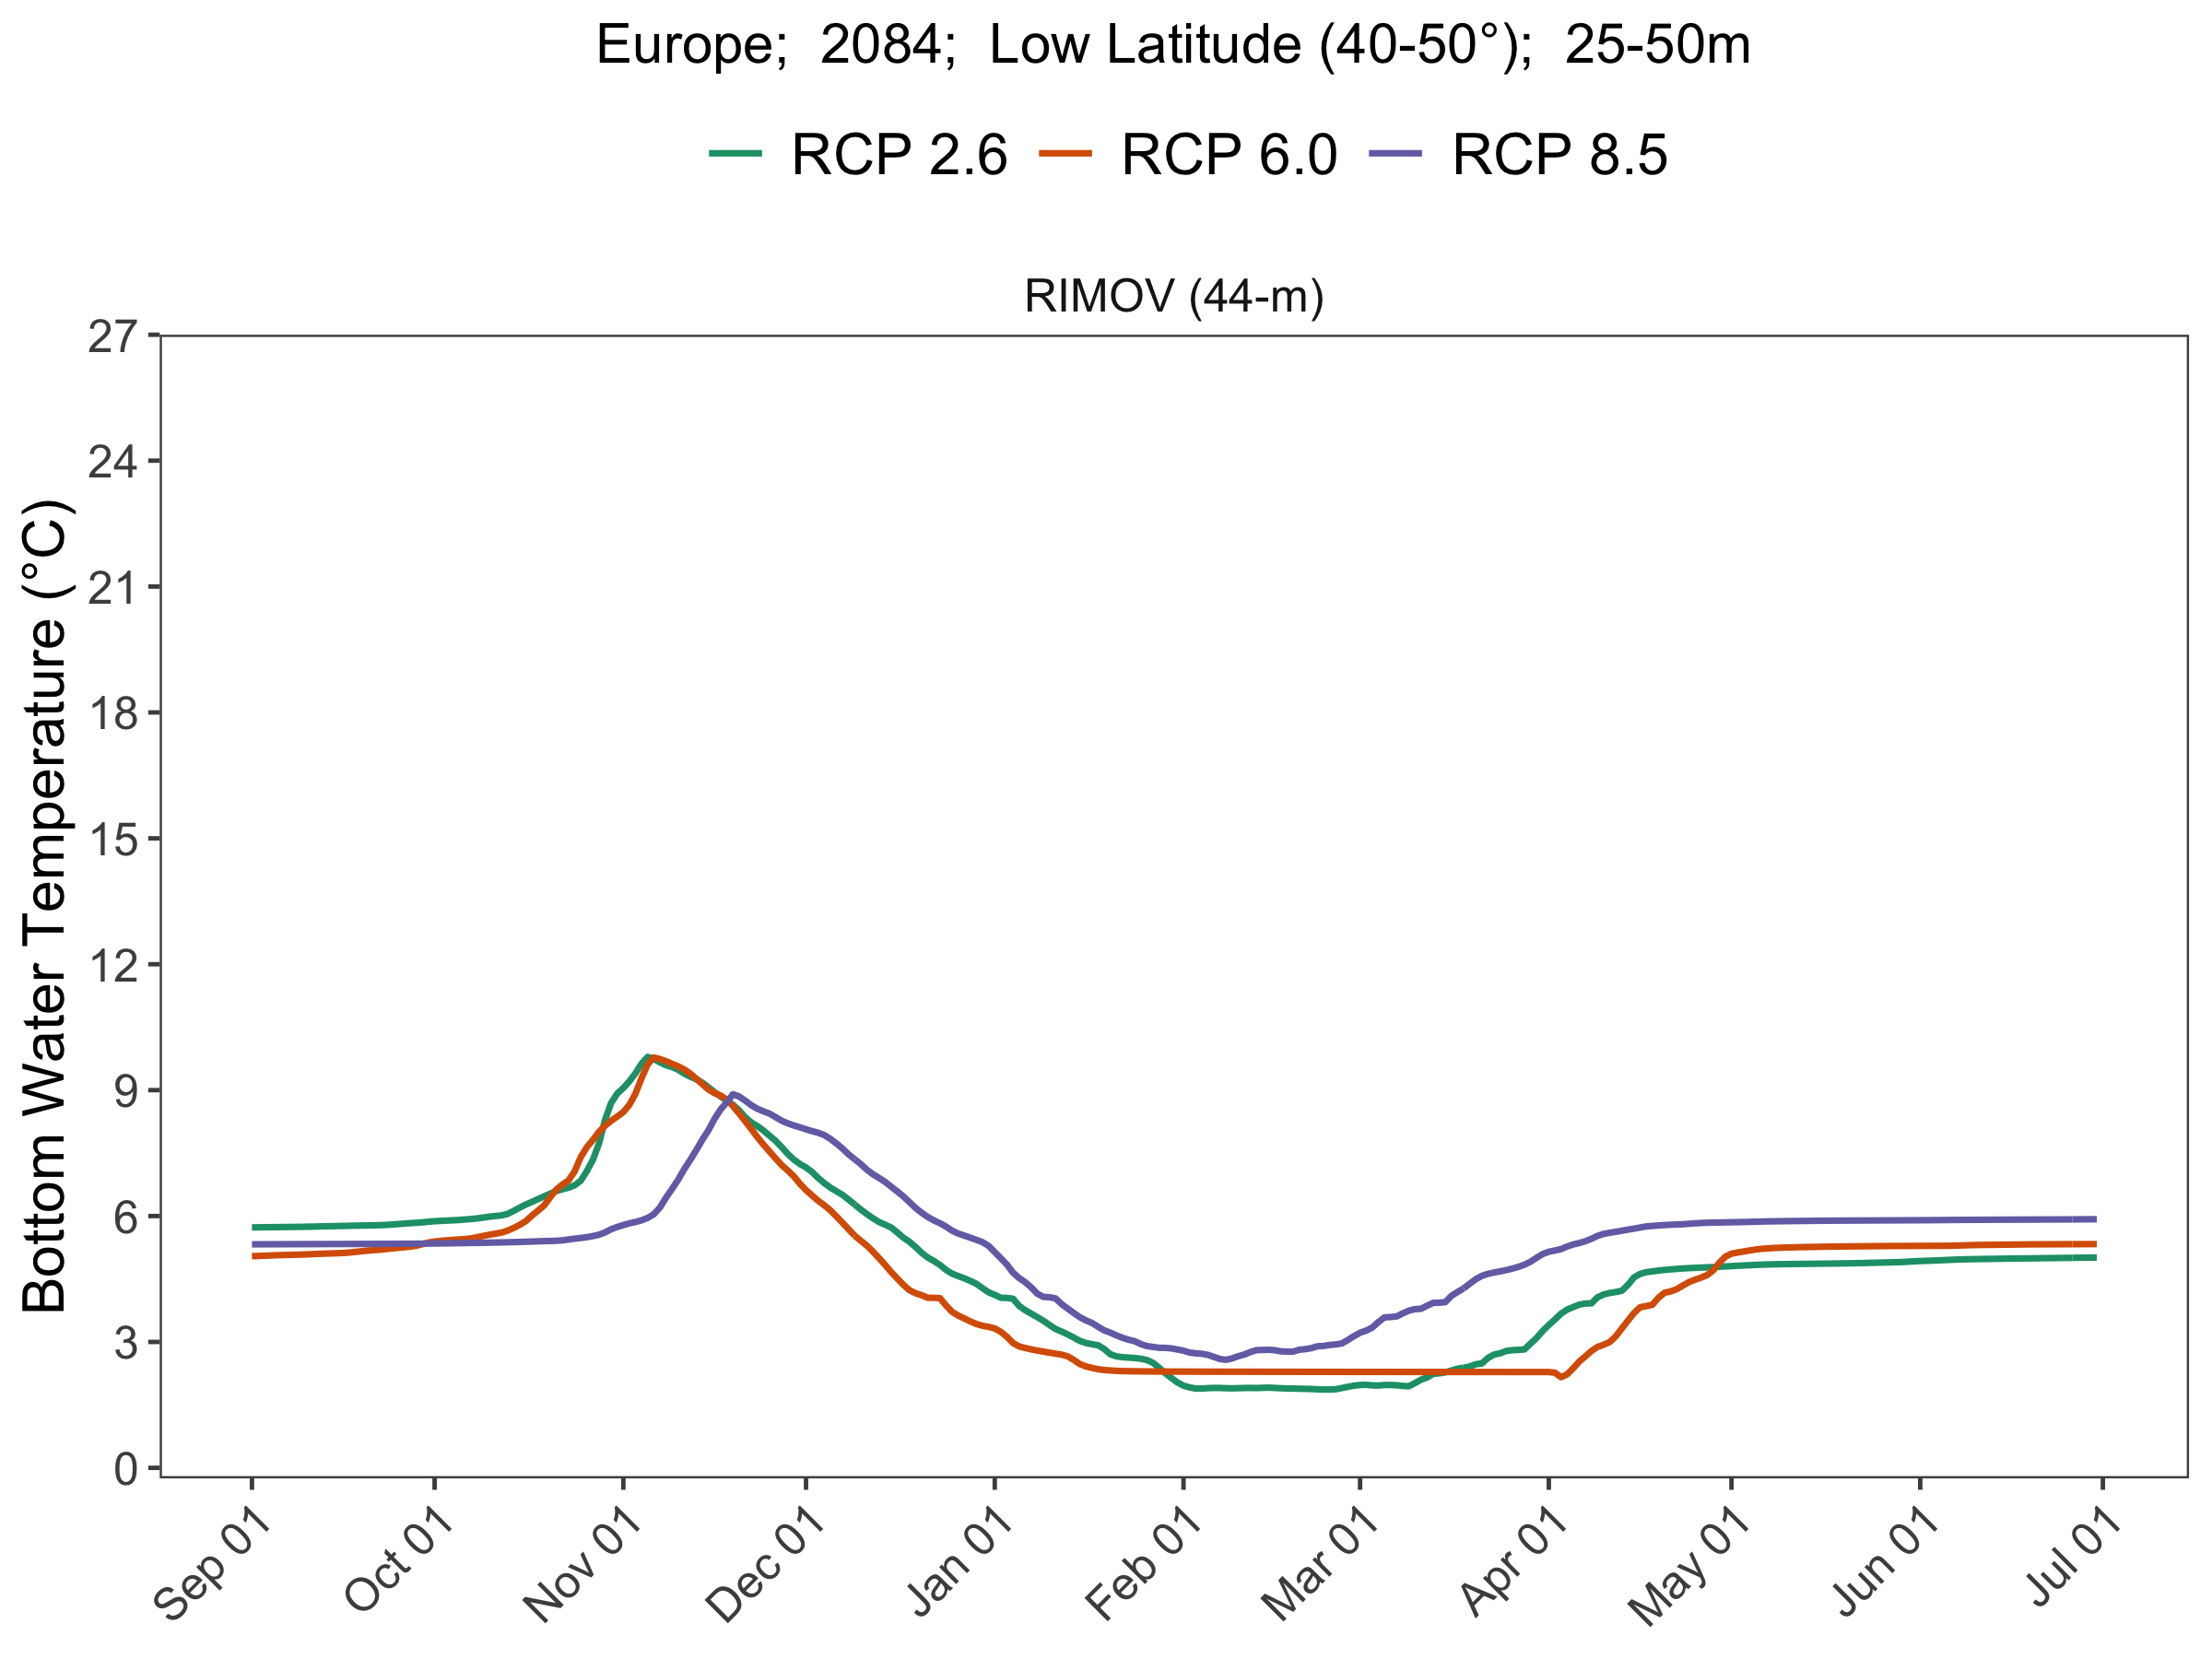 Europe;  2084;  Low Latitude (40-50°);  25-50m
RCP 2.6 RCP 6.0 RCP 8.5
RIMOV (44-m)
Bottom Water Temperature (°C)
27
24
21
18
15
12
9
6
3
0
Sep 01 Oct 01 Nov 01 Dec 01 Jan 01 Feb 01 Mar 01 Apr 01 May 01 Jun 01 Jul 01